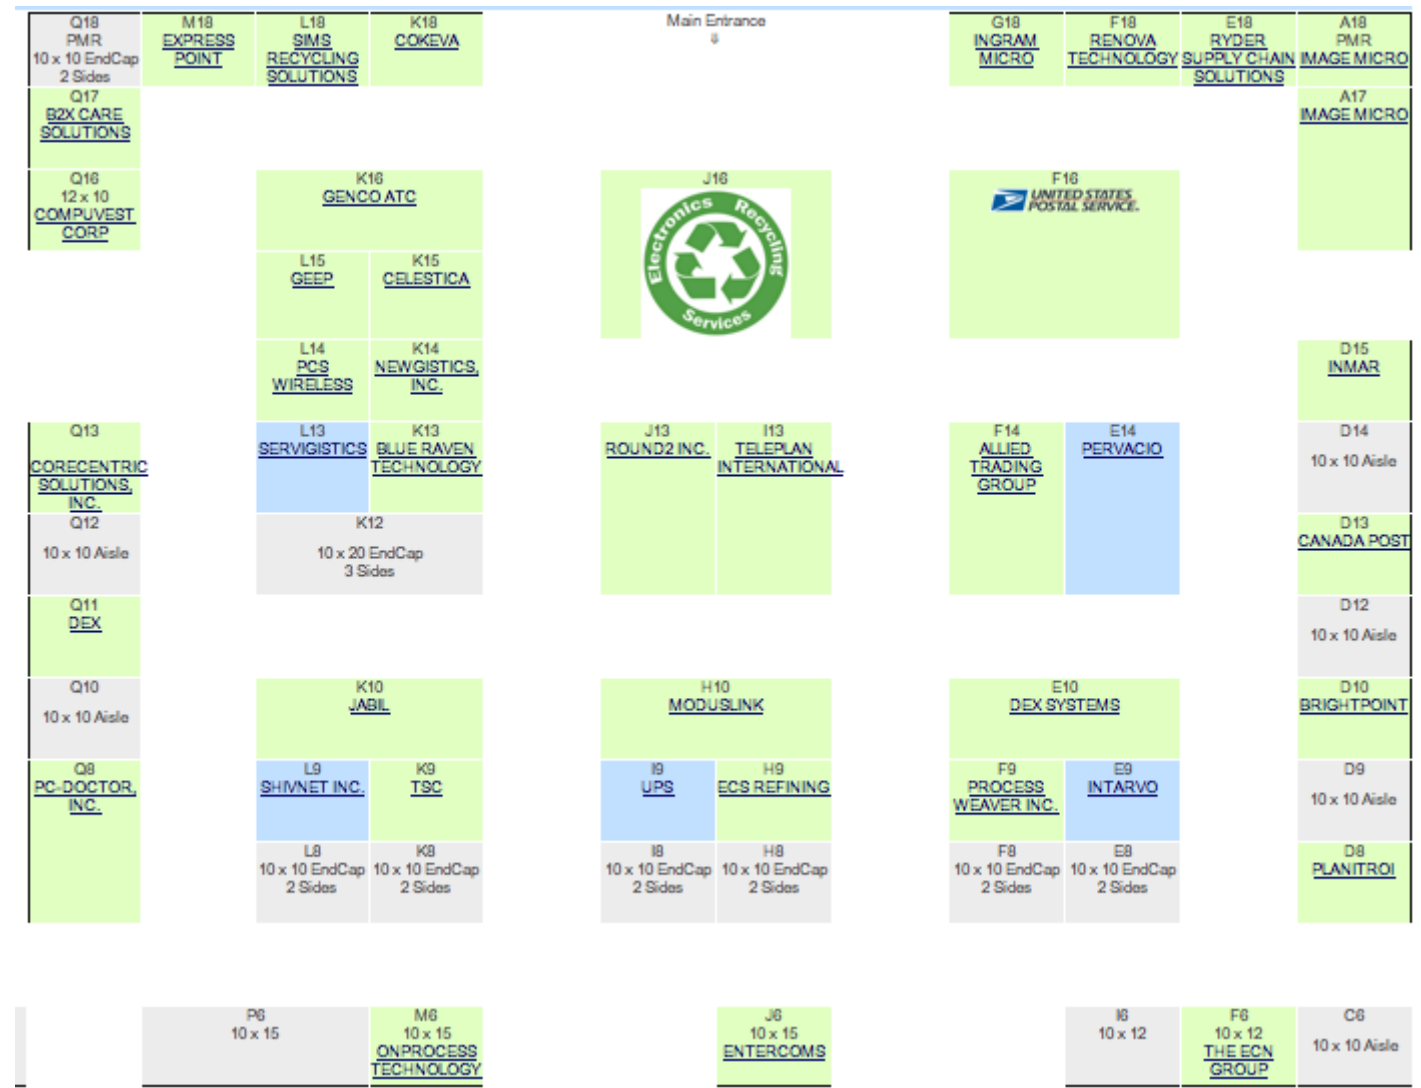 Q18
PMR
10 x 10 EndCap
2 Sides
M18
EXPRESS
POINT
L18
SIMS
RECYCLING
SOLUTIONS
K18
COKEVA
Main Entrance
⇓
G18
INGRAM
MICRO
F18
RENOVA
TECHNOLOGY
E18
RYDER
SUPPLY CHAIN
SOLUTIONS
A18
PMR
IMAGE MICRO
Q17
B2X CARE
SOLUTIONS
A17
IMAGE MICRO
Q16
12 x 10
COMPUVEST
CORP
K16
GENCO ATC
J16
Electronics Recycling
Services
F16
UNITED STATES
POSTAL SERVICE.
L15
GEEP
K15
CELESTICA
L14
PCS
WIRELESS
K14
NEWGISTICS,
INC.
D15
INMAR
Q13
CORECENTRIC
SOLUTIONS,
INC.
L13
SERVIGISTICS
K13
BLUE RAVEN
TECHNOLOGY
J13
ROUND2 INC.
I13
TELEPLAN
INTERNATIONAL
F14
ALLIED
TRADING
GROUP
E14
PERVACIO
D14
10 x 10 Aisle
Q12
10 x 10 Aisle
K12
10 x 20 EndCap
3 Sides
D13
CANADA POST
Q11
DEX
D12
10 x 10 Aisle
Q10
10 x 10 Aisle
K10
JABIL
H10
MODUSLINK
E10
DEX SYSTEMS
D10
BRIGHTPOINT
Q8
PC-DOCTOR,
INC.
L9
SHIVNET INC.
K9
TSC
I9
UPS
H9
ECS REFINING
F9
PROCESS
WEAVER INC.
E9
INTARVO
D9
10 x 10 Aisle
L8
10 x 10 EndCap
2 Sides
K8
10 x 10 EndCap
2 Sides
I8
10 x 10 EndCap
2 Sides
H8
10 x 10 EndCap
2 Sides
F8
10 x 10 EndCap
2 Sides
E8
10 x 10 EndCap
2 Sides
D8
PLANITROI
P6
10 x 15
M6
10 x 15
ONPROCESS
TECHNOLOGY
J6
10 x 15
ENTERCOMS
I6
10 x 12
F6
10 x 12
THE ECN
GROUP
C6
10 x 10 Aisle